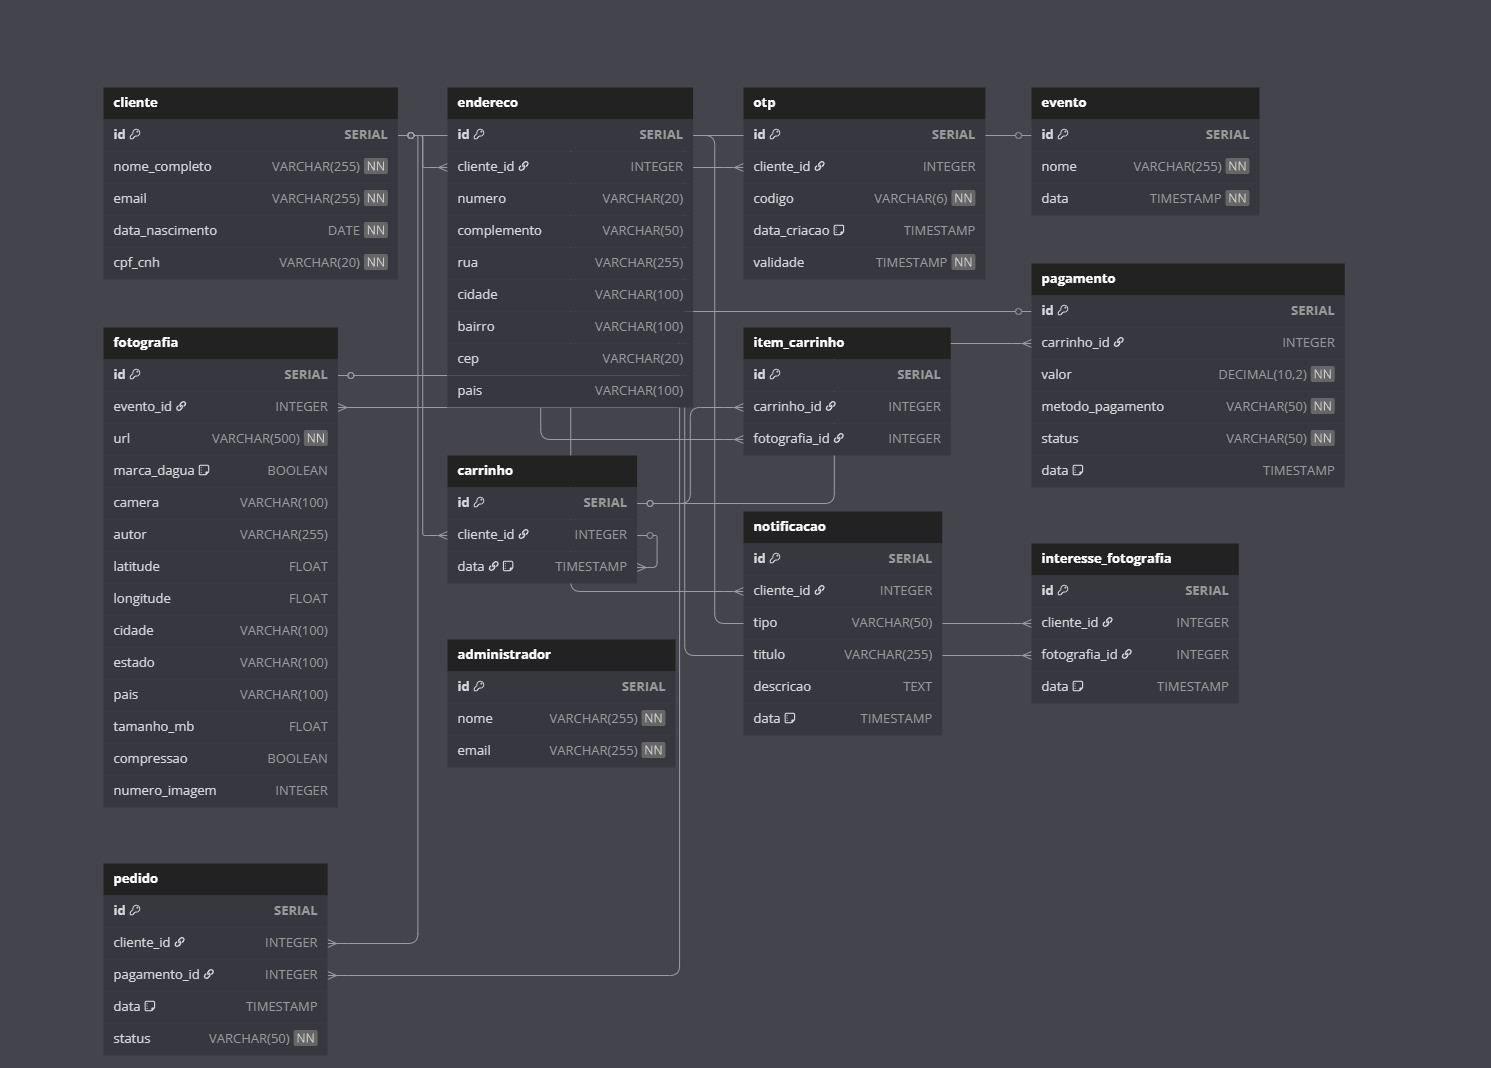 cliente
id SERIAL
nome_completo VARCHAR(255) NN
email VARCHAR(255) NN
data_nascimento DATE NN
cpf_cnh VARCHAR(20) NN
endereco
id SERIAL
cliente_id INTEGER
numero VARCHAR(20)
complemento VARCHAR(50)
rua VARCHAR(255)
cidade VARCHAR(100)
bairro VARCHAR(100)
cep VARCHAR(20)
pais VARCHAR(100)
otp
id SERIAL
cliente_id INTEGER
codigo VARCHAR(6) NN
data_criacao TIMESTAMP
validade TIMESTAMP NN
evento
id SERIAL
nome VARCHAR(255) NN
data TIMESTAMP NN
pagamento
id SERIAL
carrinho_id INTEGER
valor DECIMAL(10,2) NN
metodo_pagamento VARCHAR(50) NN
status VARCHAR(50) NN
data TIMESTAMP
fotografia
id SERIAL
evento_id INTEGER
url VARCHAR(500) NN
marca_dagua BOOLEAN
camera VARCHAR(100)
autor VARCHAR(255)
latitude FLOAT
longitude FLOAT
cidade VARCHAR(100)
estado VARCHAR(100)
pais VARCHAR(100)
tamanho_mb FLOAT
compressao BOOLEAN
numero_imagem INTEGER
item_carrinho
id SERIAL
carrinho_id INTEGER
fotografia_id INTEGER
carrinho
id SERIAL
cliente_id INTEGER
data TIMESTAMP
notificacao
id SERIAL
cliente_id INTEGER
tipo VARCHAR(50)
titulo VARCHAR(255)
descricao TEXT
data TIMESTAMP
interesse_fotografia
id SERIAL
cliente_id INTEGER
fotografia_id INTEGER
data TIMESTAMP
administrador
id SERIAL
nome VARCHAR(255) NN
email VARCHAR(255) NN
pedido
id SERIAL
cliente_id INTEGER
pagamento_id INTEGER
data TIMESTAMP
status VARCHAR(50) NN